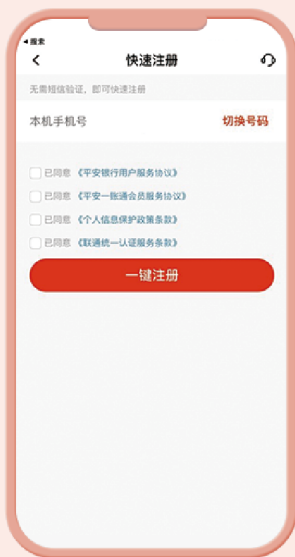 ◂ 搜索
快速注册
无需短信验证，即可快速注册
本机手机号 切换号码
已同意 《平安银行用户服务协议》
已同意 《平安一账通会员服务协议》
已同意 《个人信息保护政策条款》
已同意 《联通统一认证服务条款》
一键注册